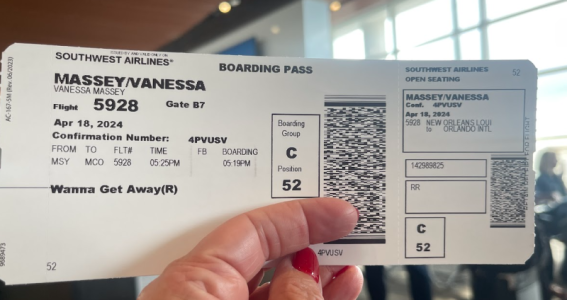 SOUTHWEST AIRLINES®
BOARDING PASS
MASSEY/VANESSA
VANESSA MASSEY
Flight 5928 Gate B7
Apr 18, 2024
Confirmation Number: 4PVUSV
FROM TO FLT# TIME FB BOARDING
MSY MCO 5928 05:25PM 05:19PM
Wanna Get Away(R)
52
Boarding
Group
C
Position
52
4PVUSV
SOUTHWEST AIRLINES
OPEN SEATING
52
MASSEY/VANESSA
Conf. 4PVUSV
Apr 18, 2024
5928 NEW ORLEANS LOUI
to ORLANDO INTL
142989825
RR
C
52